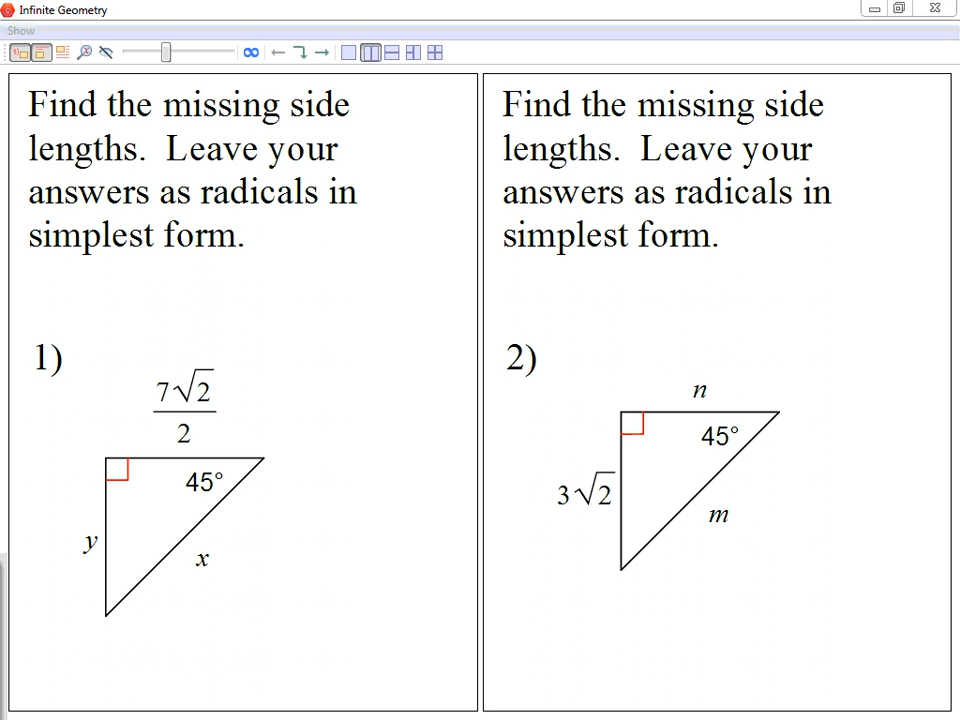 Infinite Geometry
Show
Find the missing side
lengths.  Leave your
answers as radicals in
simplest form.
1)
7√2
2
45°
y
x
Find the missing side
lengths.  Leave your
answers as radicals in
simplest form.
2)
n
45°
3√2
m